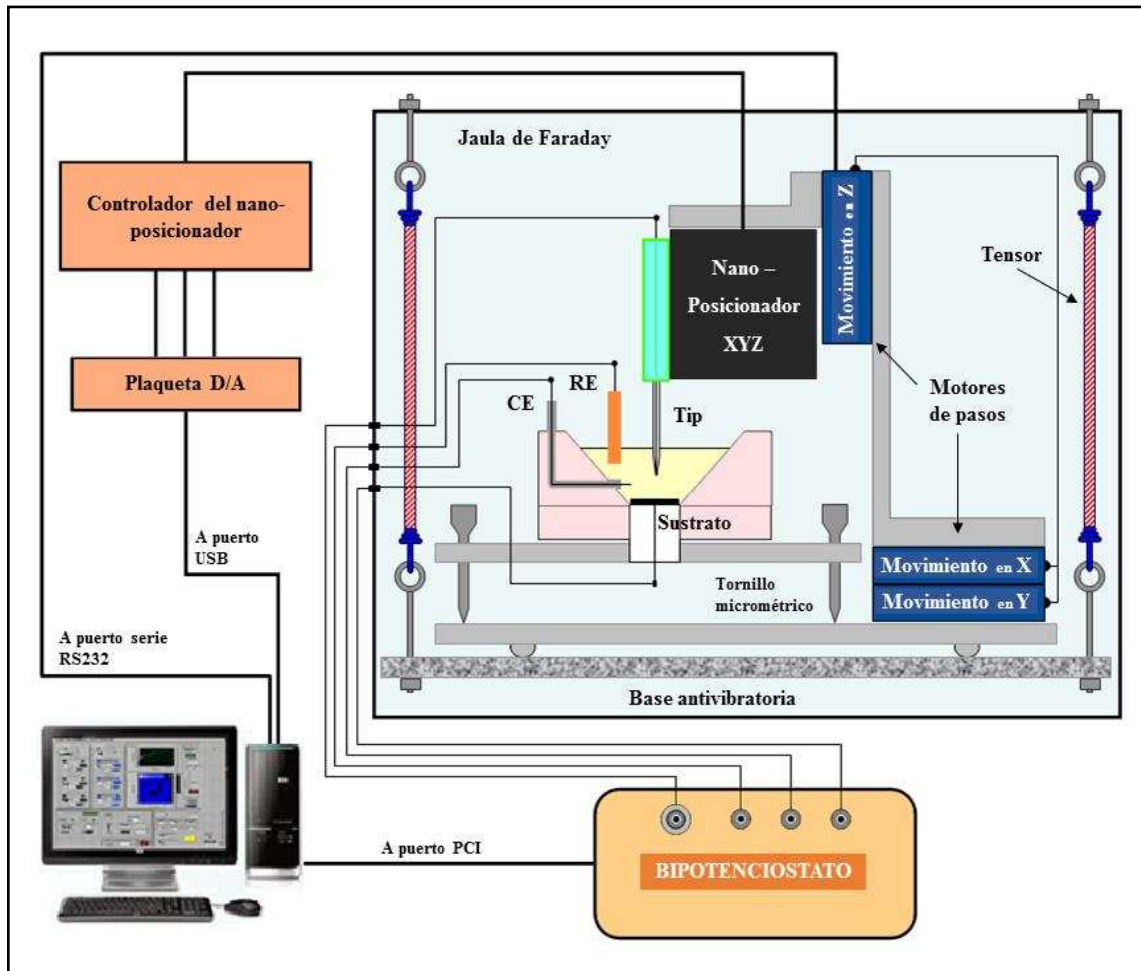 Jaula de Faraday
Controlador del nano-
posicionador
Movimiento en Z
Tensor
Nano –
Posicionador
XYZ
Plaqueta D/A
RE
CE
Tip
Motores
de pasos
Sustrato
A puerto
USB
Movimiento en X
Tornillo
micrométrico
Movimiento en Y
A puerto serie
RS232
Base antivibratoria
A puerto PCI
BIPOTENCIOSTATO